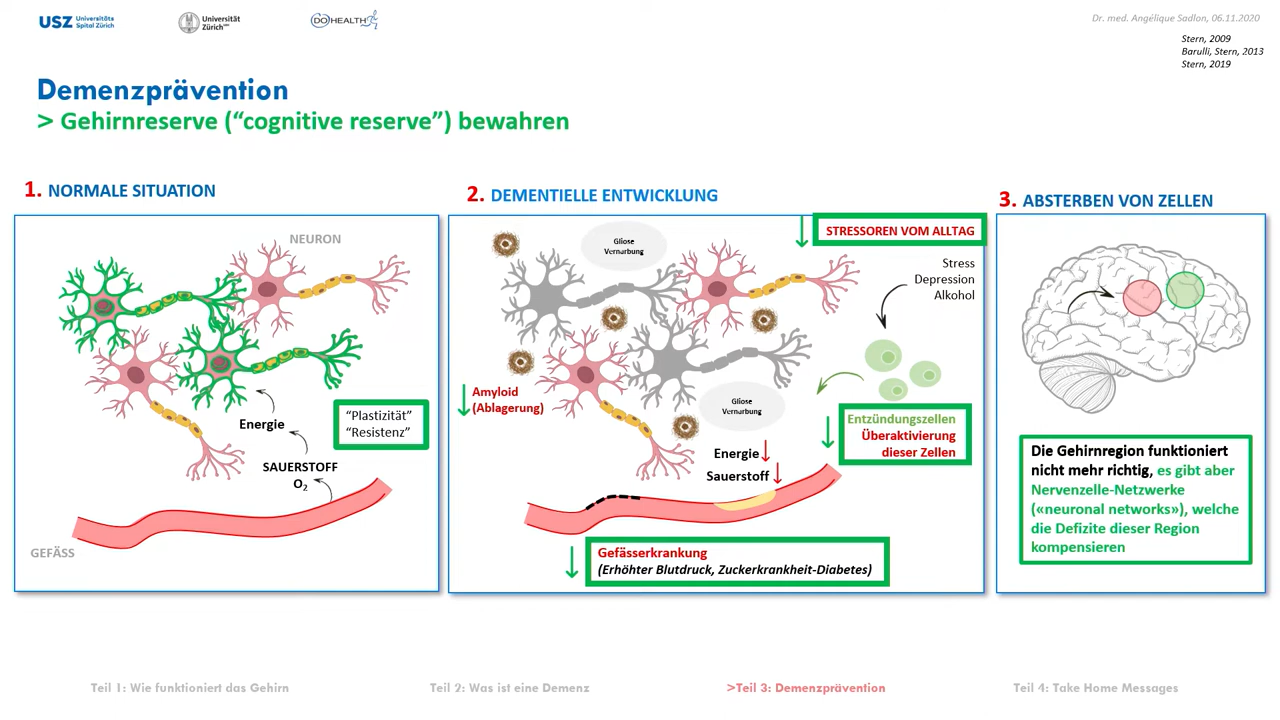 USZ Universitäts Spital Zürich
Universität Zürich UZH
DO HEALTH
Dr. med. Angélique Sadlon, 06.11.2020
Stern, 2009
Barulli, Stern, 2013
Stern, 2019
Demenzprävention
> Gehirnreserve (“cognitive reserve”) bewahren
1. NORMALE SITUATION
NEURON
“Plastizität”
“Resistenz”
Energie
SAUERSTOFF
O2
GEFÄSS
2. DEMENTIELLE ENTWICKLUNG
Gliose
Vernarbung
STRESSOREN VOM ALLTAG
Stress
Depression
Alkohol
Amyloid
(Ablagerung)
Gliose
Vernarbung
Entzündungszellen
Überaktivierung
dieser Zellen
Energie
Sauerstoff
Gefässerkrankung
(Erhöhter Blutdruck, Zuckerkrankheit-Diabetes)
3. ABSTERBEN VON ZELLEN
Die Gehirnregion funktioniert
nicht mehr richtig, es gibt aber
Nervenzelle-Netzwerke
(«neuronal networks»), welche
die Defizite dieser Region
kompensieren
Teil 1: Wie funktioniert das Gehirn
Teil 2: Was ist eine Demenz
>Teil 3: Demenzprävention
Teil 4: Take Home Messages